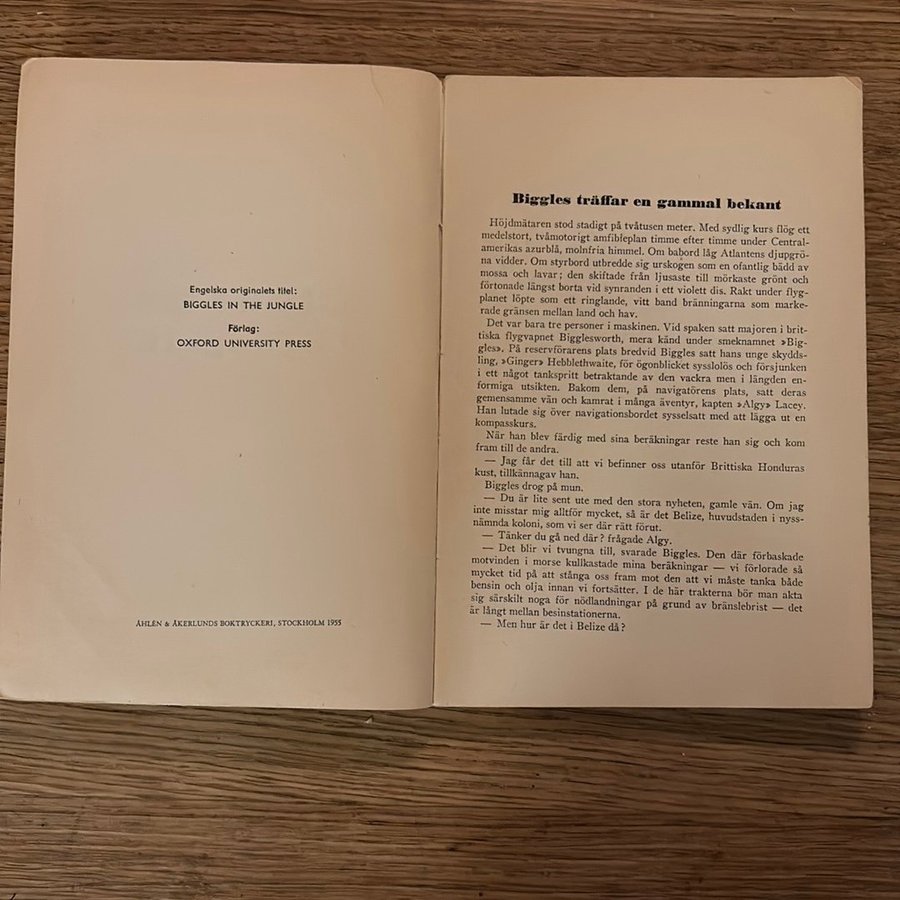 Engelska originalets titel:
BIGGLES IN THE JUNGLE
Förlag:
OXFORD UNIVERSITY PRESS
ÅHLÉN & ÅKERLUNDS BOKTRYCKERI, STOCKHOLM 1955
Biggles träffar en gammal bekant
Höjdmätaren stod stadigt på tvåtusen meter. Med sydlig kurs flög ett
medelstort, tvåmotorigt amfibieplan timme efter timme under Central-
amerikas azurblå, molnfria himmel. Om babord låg Atlantens djupgrö-
na vidder. Om styrbord utbredde sig urskogen som en ofantlig bädd av
mossa och lavar; den skiftade från ljusaste till mörkaste grönt och
förtonade längst borta vid synranden i ett violett dis. Rakt under flyg-
planet löpte som ett ringlande, vitt band bränningarna som marke-
rade gränsen mellan land och hav.
Det var bara tre personer i maskinen. Vid spaken satt majoren i brit-
tiska flygvapnet Bigglesworth, mera känd under smeknamnet »Big-
gles». På reservförarens plats bredvid Biggles satt hans unge skydds-
ling, »Ginger» Hebblethwaite, för ögonblicket sysslolös och försjunken
i ett något tankspritt betraktande av den vackra men i längden en-
formiga utsikten. Bakom dem, på navigatörens plats, satt deras
gemensamme vän och kamrat i många äventyr, kapten »Algy» Lacey.
Han lutade sig över navigationsbordet sysselsatt med att lägga ut en
kompasskurs.
När han blev färdig med sina beräkningar reste han sig och kom
fram till de andra.
— Jag får det till att vi befinner oss utanför Brittiska Honduras
kust, tillkännagav han.
Biggles drog på mun.
— Du är lite sent ute med den stora nyheten, gamle vän. Om jag
inte misstar mig alltför mycket, så är det Belize, huvudstaden i nyss-
nämnda koloni, som vi ser där rätt förut.
— Tänker du gå ned där? frågade Algy.
— Det blir vi tvungna till, svarade Biggles. Den där förbaskade
motvinden i morse kullkastade mina beräkningar — vi förlorade så
mycket tid på att stånga oss fram mot den att vi måste tanka både
bensin och olja innan vi fortsätter. I de här trakterna bör man akta
sig särskilt noga för nödlandningar på grund av bränslebrist — det
är långt mellan besinstationerna.
— Men hur är det i Belize då?